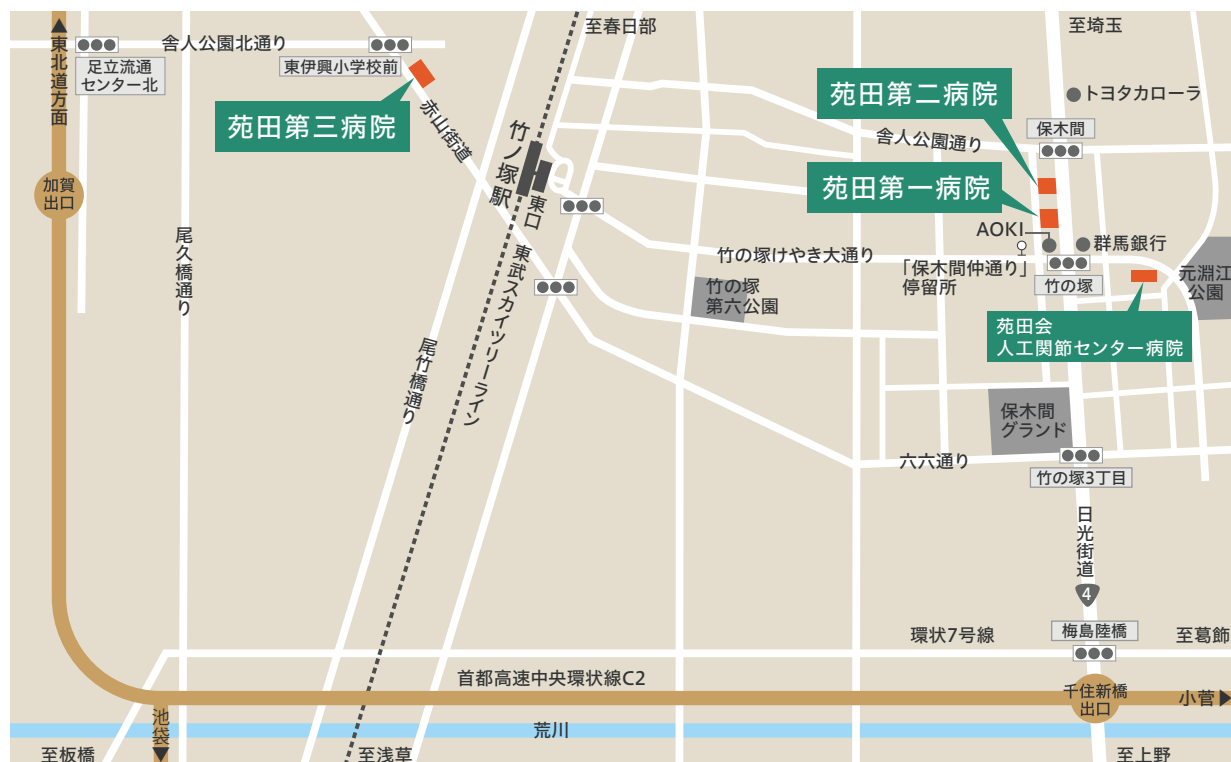 至春日部
至埼玉
▲東北道方面
舎人公園北通り
足立流通
センター北
東伊興小学校前
苑田第三病院
赤山街道
竹ノ塚駅
東口
苑田第二病院
トヨタカローラ
保木間
舎人公園通り
苑田第一病院
加賀
出口
尾久橋通り
AOKI
群馬銀行
竹の塚けやき大通り
「保木間仲通り」
停留所
竹の塚
元淵江
公園
竹の塚
第六公園
東武スカイツリーライン
尾竹橋通り
苑田会
人工関節センター病院
保木間
グランド
六六通り
竹の塚3丁目
日光街道
4
梅島陸橋
環状7号線
至葛飾
首都高速中央環状線C2
千住新橋
出口
小菅▶
池袋▼
荒川
至板橋
至浅草
至上野